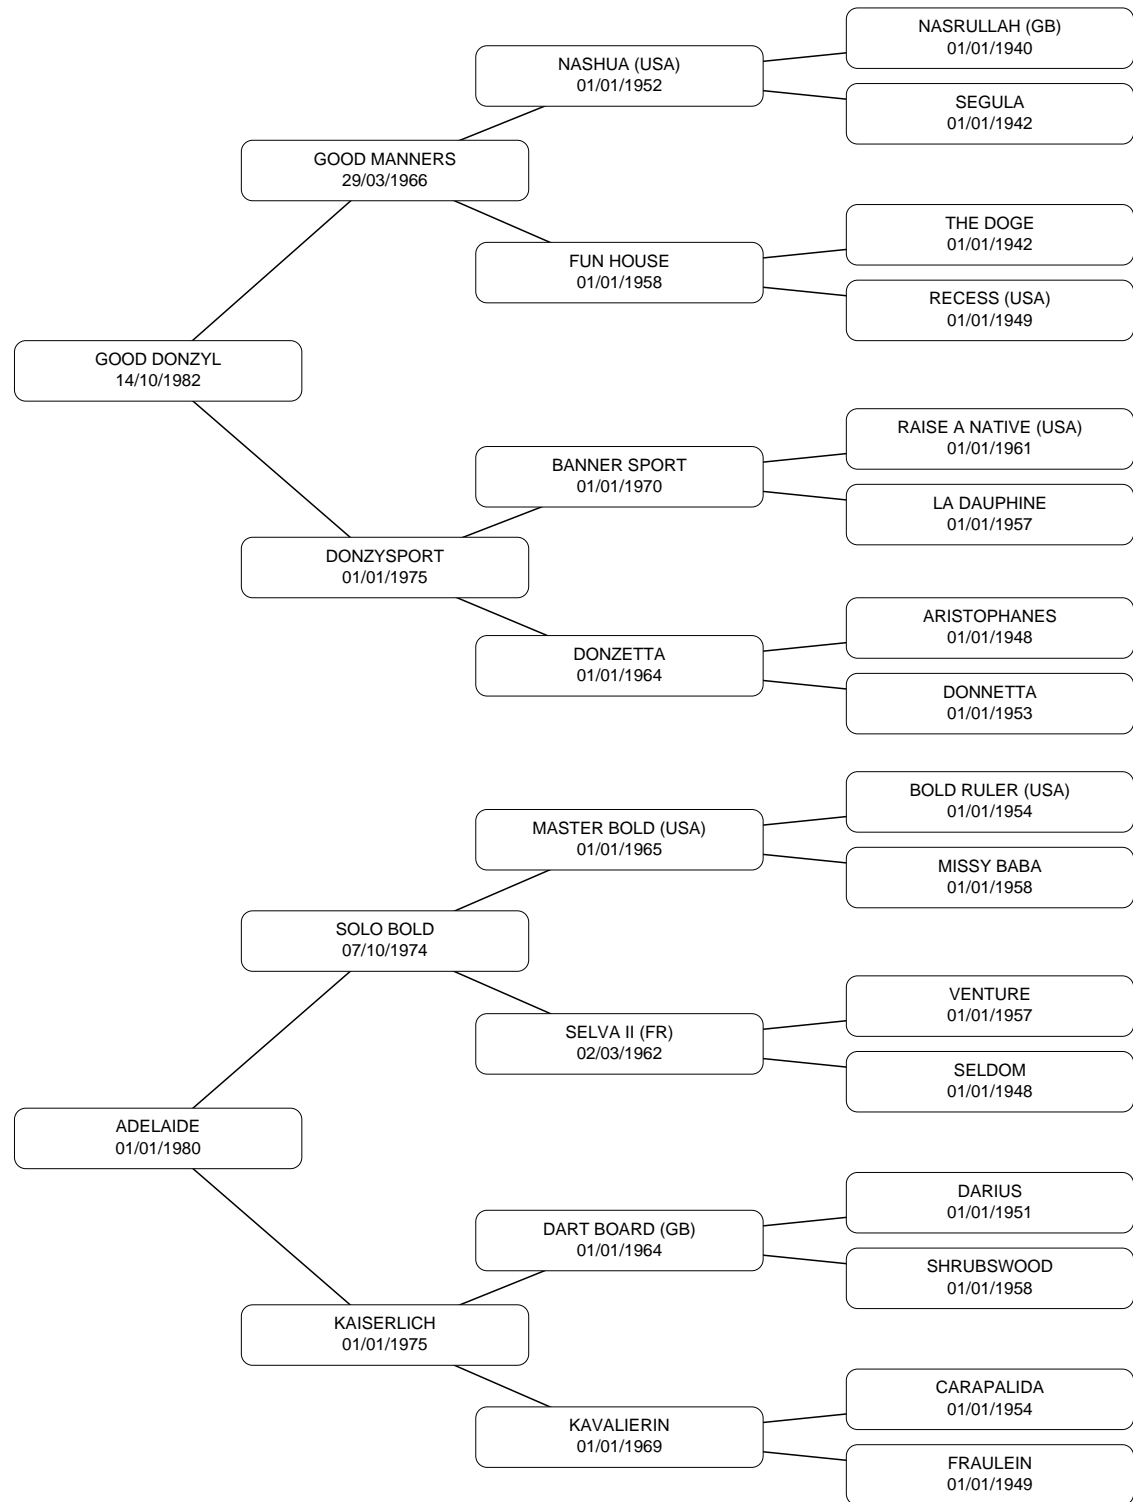 NASRULLAH (GB)
01/01/1940
NASHUA (USA)
01/01/1952
SEGULA
01/01/1942
GOOD MANNERS
29/03/1966
THE DOGE
01/01/1942
FUN HOUSE
01/01/1958
RECESS (USA)
01/01/1949
GOOD DONZYL
14/10/1982
RAISE A NATIVE (USA)
01/01/1961
BANNER SPORT
01/01/1970
LA DAUPHINE
01/01/1957
DONZYSPORT
01/01/1975
ARISTOPHANES
01/01/1948
DONZETTA
01/01/1964
DONNETTA
01/01/1953
BOLD RULER (USA)
01/01/1954
MASTER BOLD (USA)
01/01/1965
MISSY BABA
01/01/1958
SOLO BOLD
07/10/1974
VENTURE
01/01/1957
SELVA II (FR)
02/03/1962
SELDOM
01/01/1948
ADELAIDE
01/01/1980
DARIUS
01/01/1951
DART BOARD (GB)
01/01/1964
SHRUBSWOOD
01/01/1958
KAISERLICH
01/01/1975
CARAPALIDA
01/01/1954
KAVALIERIN
01/01/1969
FRAULEIN
01/01/1949